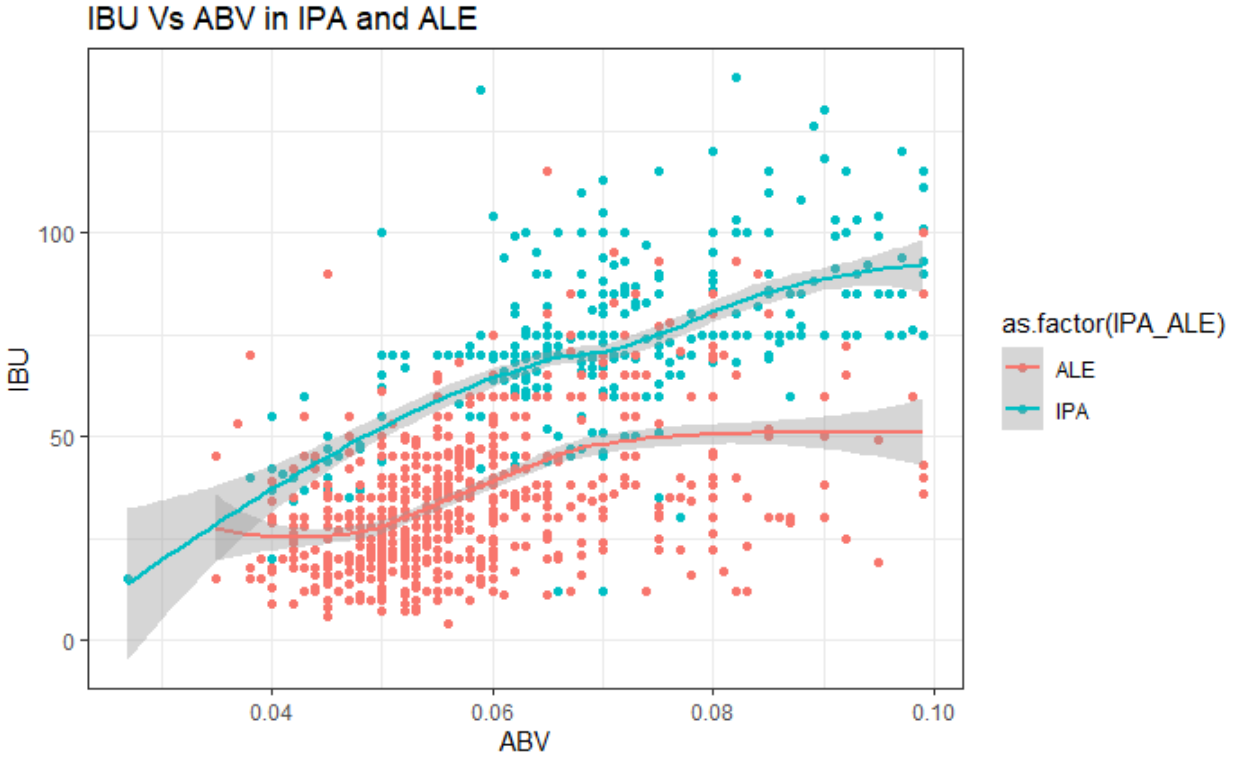 IBU Vs ABV in IPA and ALE
100
50
0
IBU
0.04 0.06 0.08 0.10
ABV
as.factor(IPA_ALE)
ALE
IPA